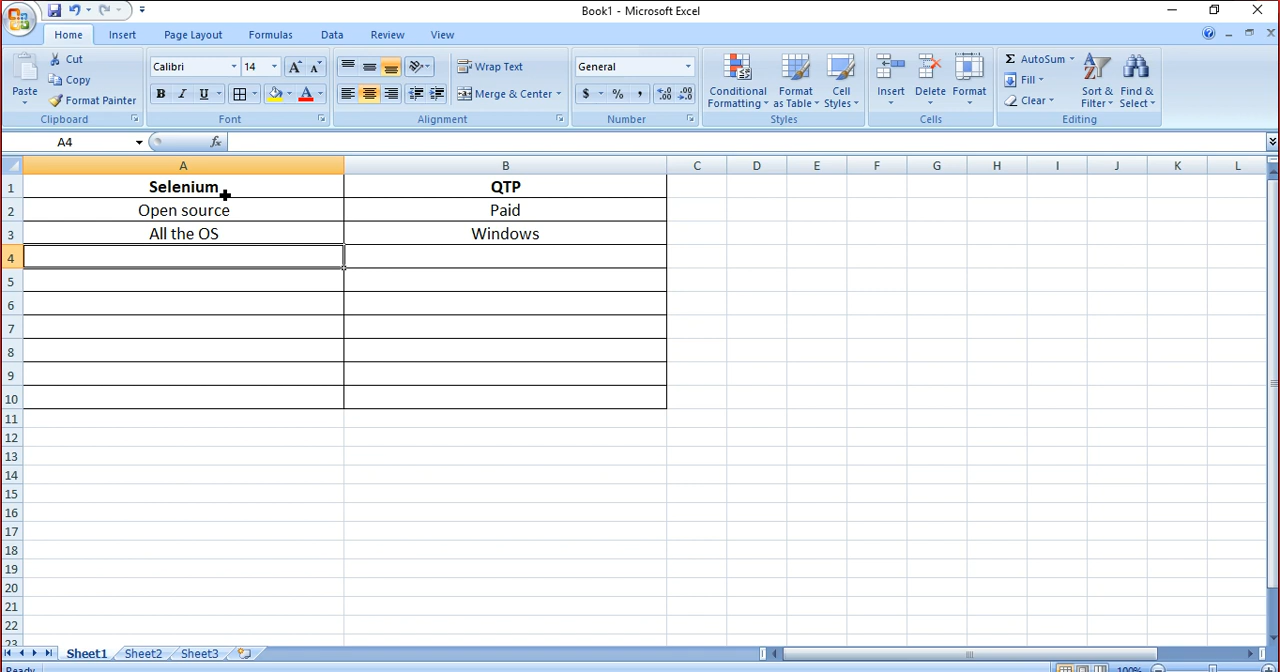 Book1 - Microsoft Excel
Home Insert Page Layout Formulas Data Review View
Cut
Copy
Format Painter
Paste
Clipboard
Calibri 14
B I U
Font
Wrap Text
Merge & Center
Alignment
General
$ % ,
Number
Conditional Formatting
Format as Table
Cell Styles
Styles
Insert Delete Format
Cells
Σ AutoSum
Fill
Clear
Sort & Filter
Find & Select
Editing
A4 fx
A B C D E F G H I J K L
1 Selenium QTP
2 Open source Paid
3 All the OS Windows
4
5
6
7
8
9
10
11
12
13
14
15
16
17
18
19
20
21
22
23
Sheet1 Sheet2 Sheet3
Ready 100%